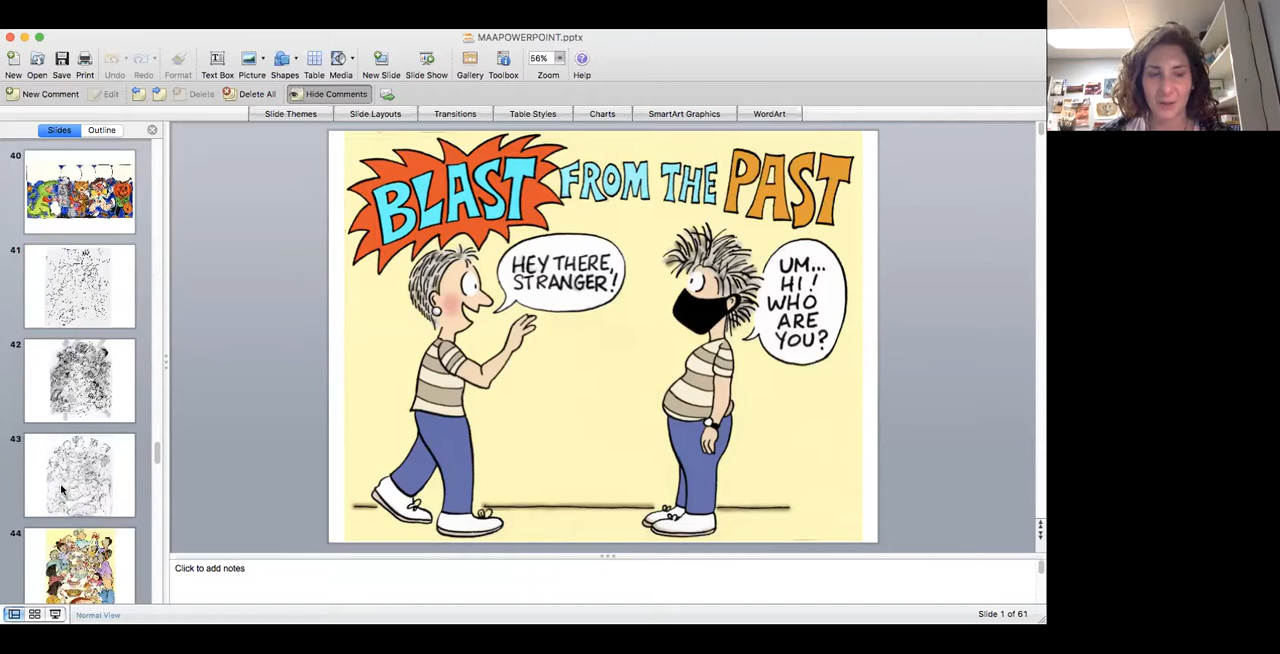 MAAPOWERPOINT.pptx
New Open Save Print Undo Redo Format Text Box Picture Shapes Table Media New Slide Slide Show Gallery Toolbox 56% Zoom Help
New Comment Edit Delete Delete All Hide Comments
Slide Themes Slide Layouts Transitions Table Styles Charts SmartArt Graphics WordArt
Slides Outline
40
41
42
43
44
BLAST FROM THE PAST
HEY THERE,
STRANGER!
UM...
HI!
WHO
ARE
YOU?
Click to add notes
Normal View
Slide 1 of 61